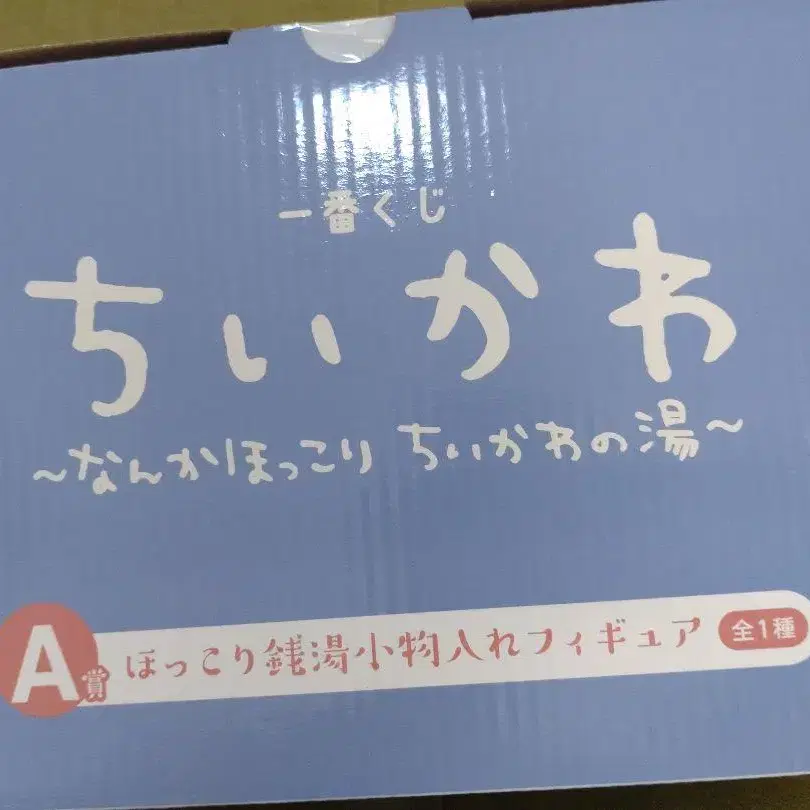 一番くじ
ちいかわ
~なんかほっこり ちいかわの湯~
A賞 ほっこり銭湯小物入れフィギュア 全1種